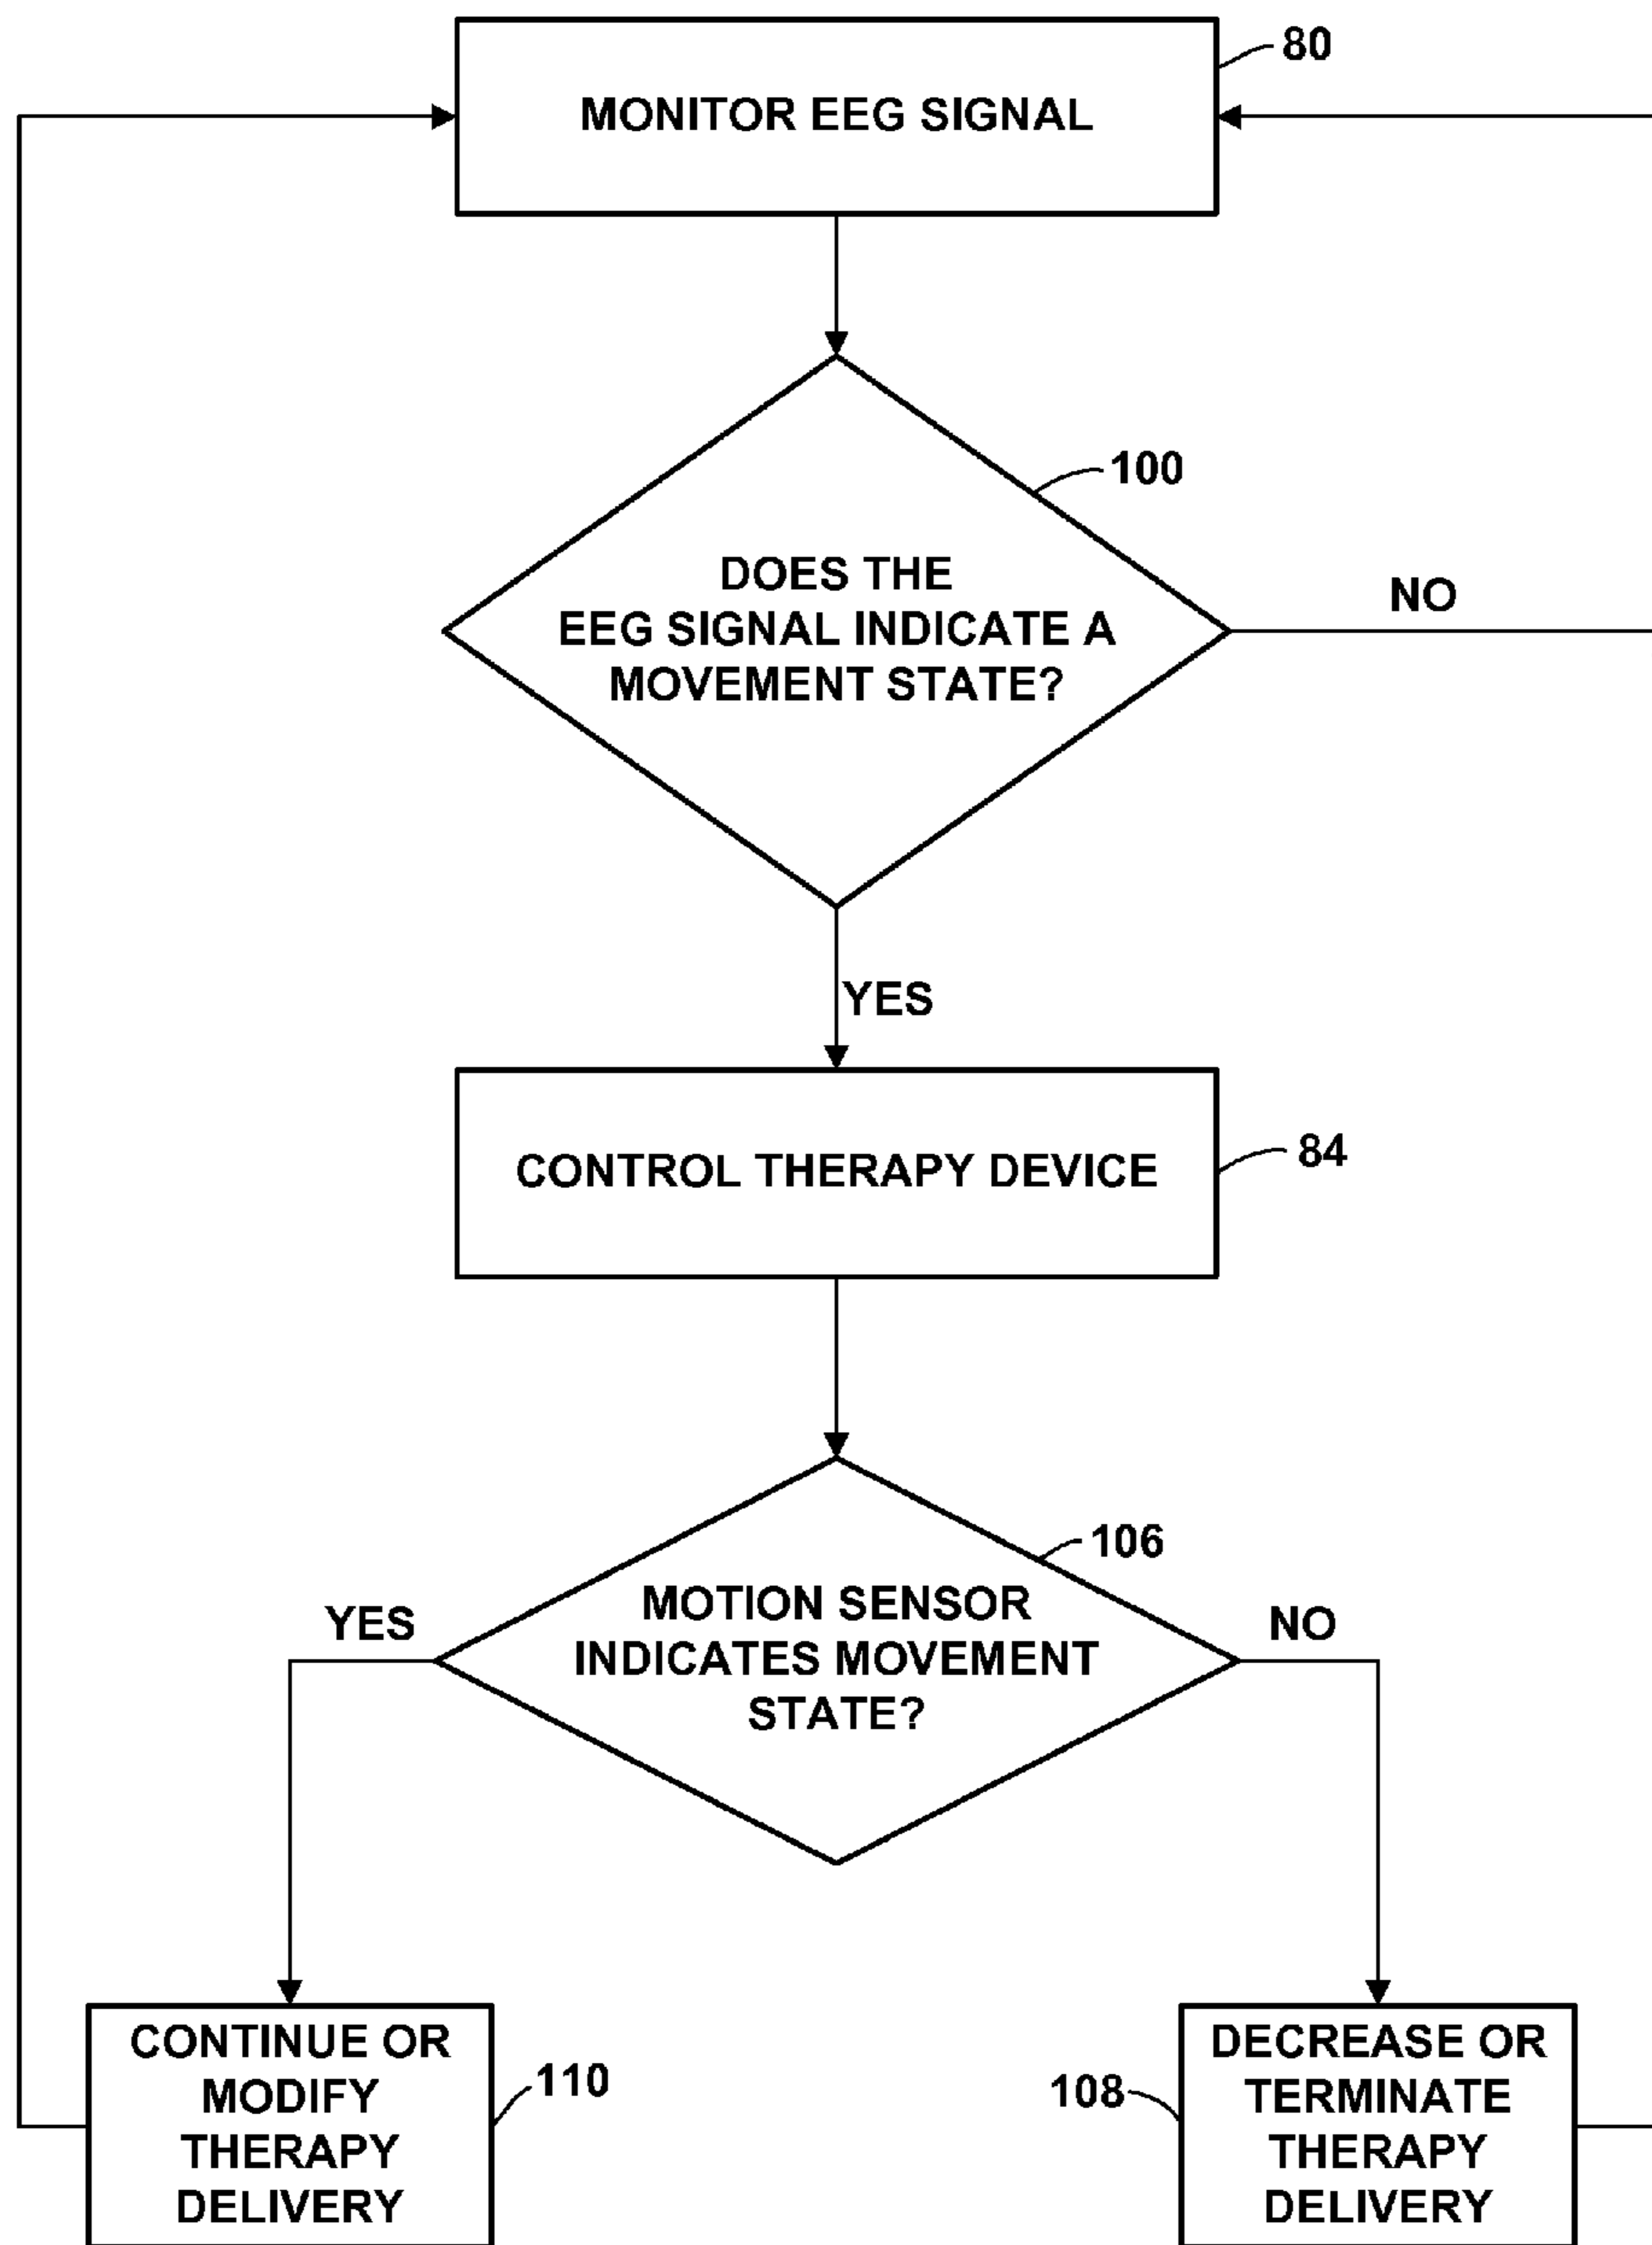 80
MONITOR EEG SIGNAL
100
DOES THE
EEG SIGNAL INDICATE A
MOVEMENT STATE?
NO
YES
CONTROL THERAPY DEVICE
84
106
MOTION SENSOR
INDICATES MOVEMENT
STATE?
YES
NO
CONTINUE OR
MODIFY
THERAPY
DELIVERY
110
108
DECREASE OR
TERMINATE
THERAPY
DELIVERY